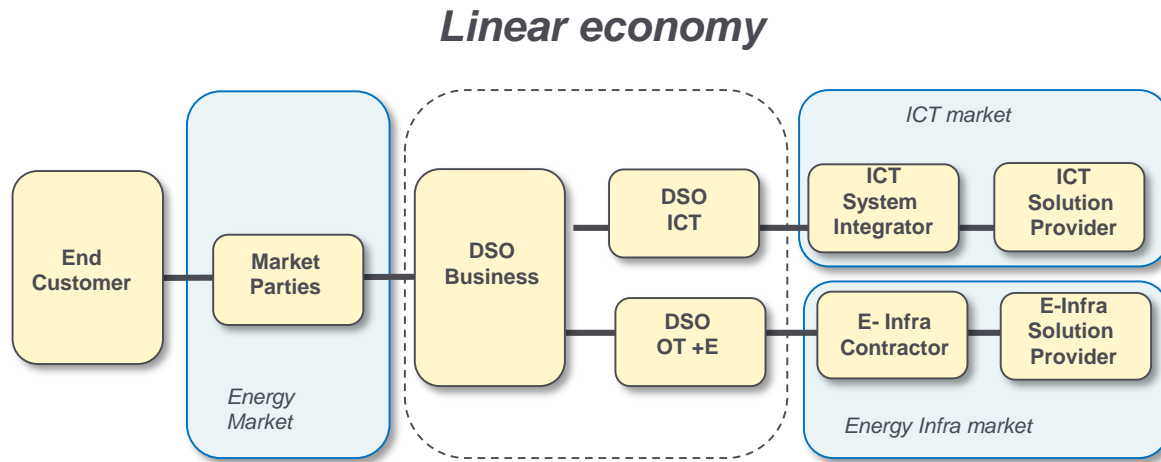 Linear economy
End
Customer
Market
Parties
Energy
Market
DSO
Business
DSO
ICT
DSO
OT +E
ICT market
ICT
System
Integrator
ICT
Solution
Provider
E- Infra
Contractor
E-Infra
Solution
Provider
Energy Infra market